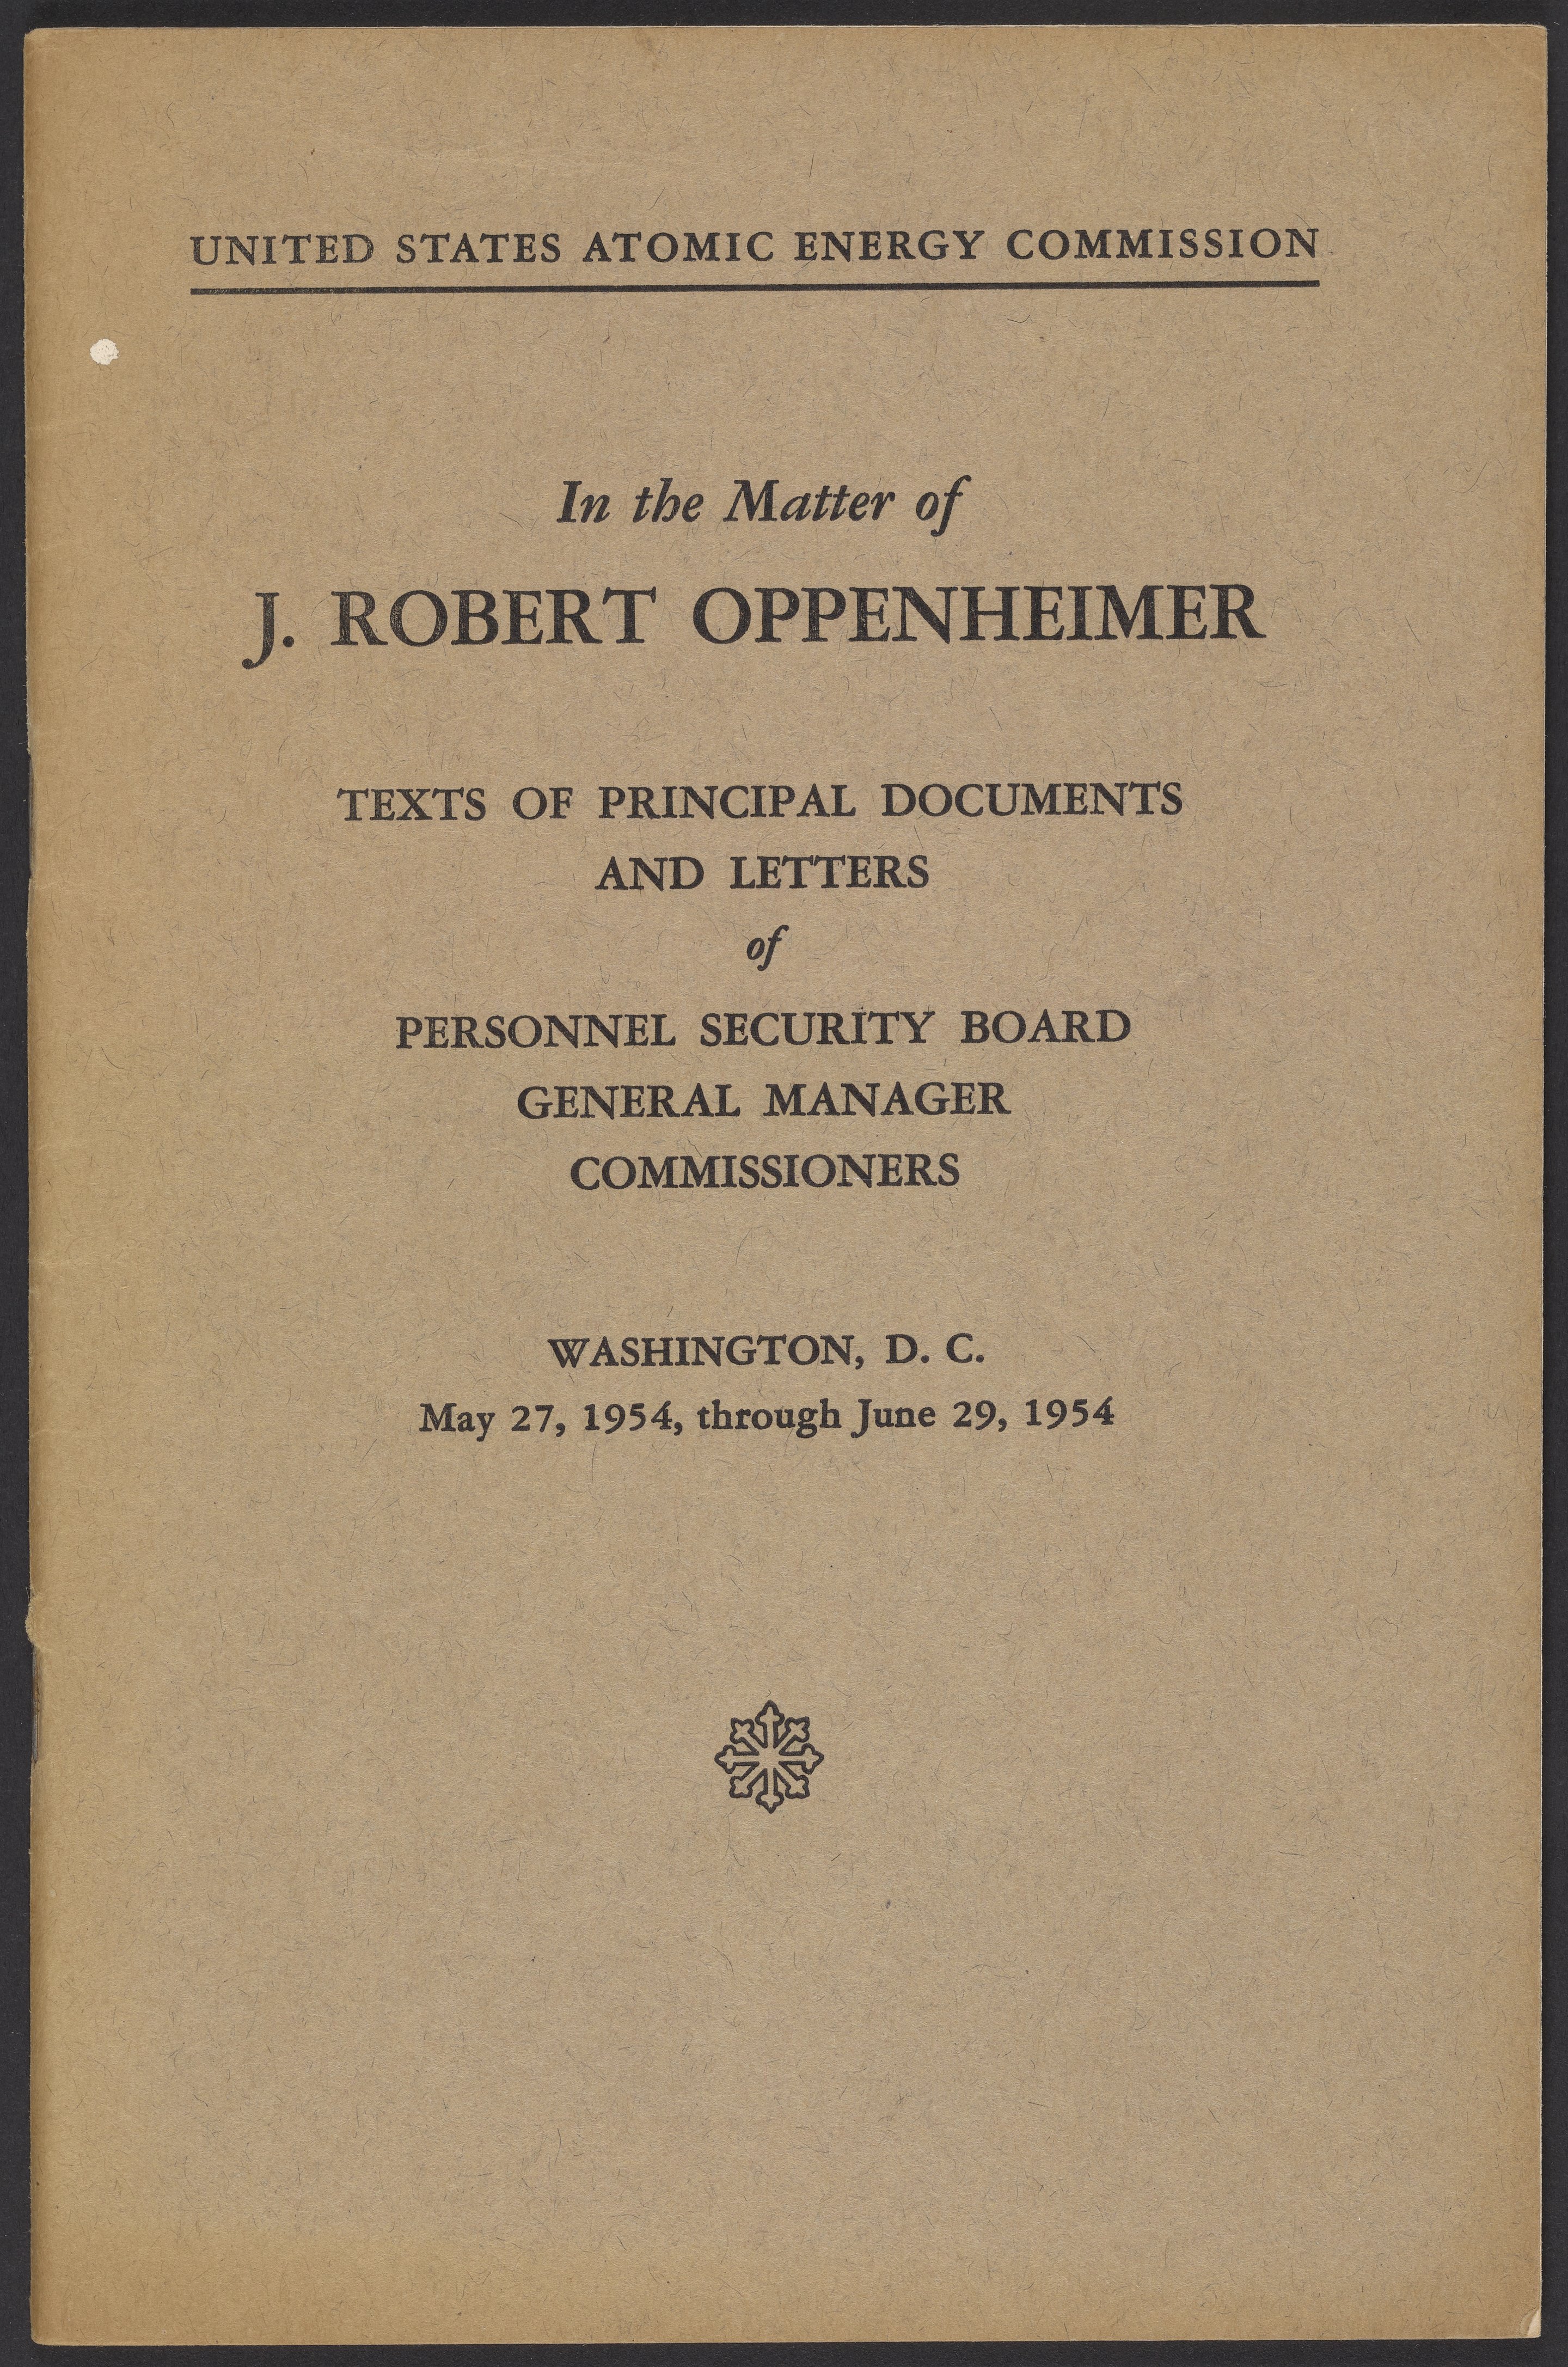 UNITED STATES ATOMIC ENERGY COMMISSION
In the Matter of
J. ROBERT OPPENHEIMER
TEXTS OF PRINCIPAL DOCUMENTS
AND LETTERS
of
PERSONNEL SECURITY BOARD
GENERAL MANAGER
COMMISSIONERS
WASHINGTON, D. C.
May 27, 1954, through June 29, 1954